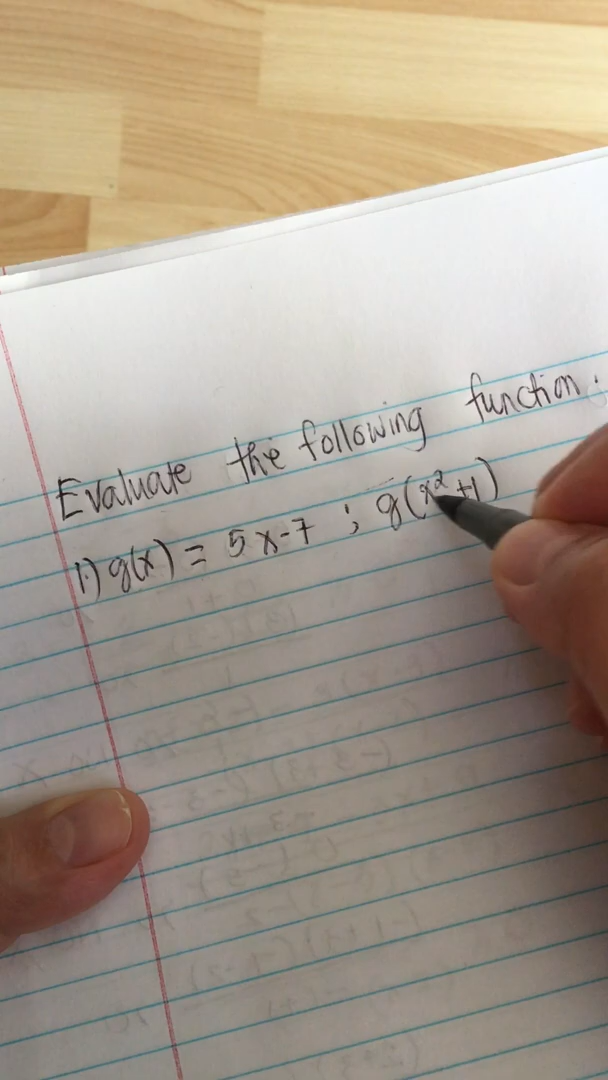 Evaluate the following function:
1.) g(x) = 5x-7 ; g(x²+1)